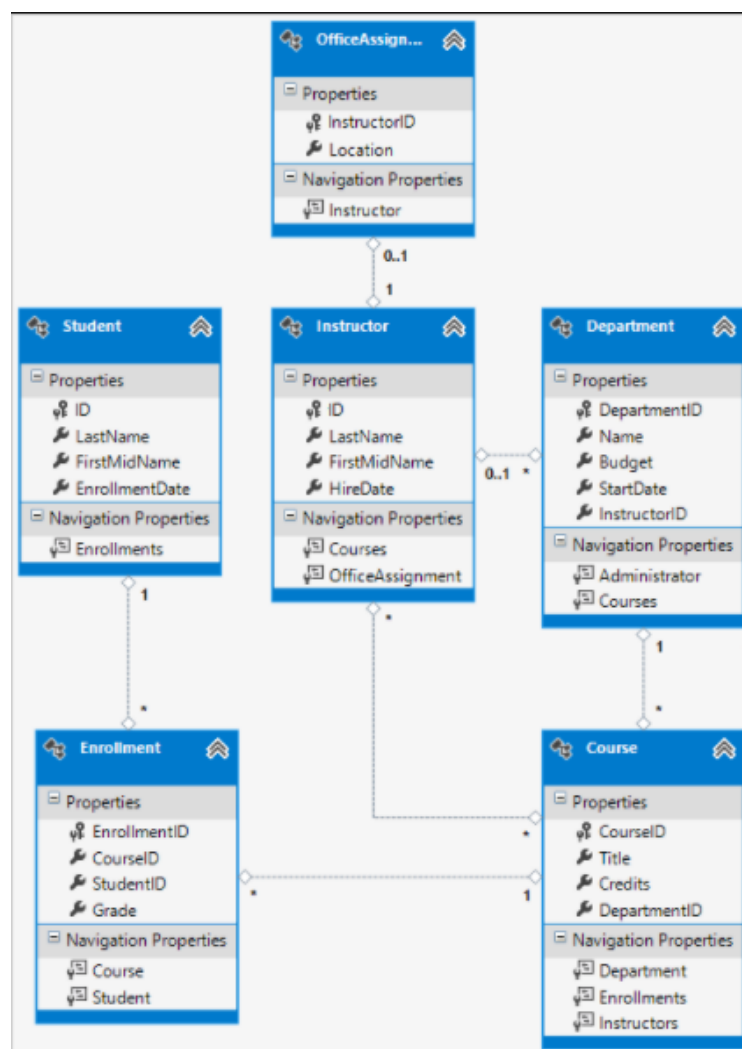 OfficeAssign...
Properties
InstructorID
Location
Navigation Properties
Instructor
0..1
1
Student
Properties
ID
LastName
FirstMidName
EnrollmentDate
Navigation Properties
Enrollments
Instructor
Properties
ID
LastName
FirstMidName
HireDate
Navigation Properties
Courses
OfficeAssignment
0..1 *
Department
Properties
DepartmentID
Name
Budget
StartDate
InstructorID
Navigation Properties
Administrator
Courses
1
*
*
1
*
Enrollment
Properties
EnrollmentID
CourseID
StudentID
Grade
Navigation Properties
Course
Student
*
1
*
Course
Properties
CourseID
Title
Credits
DepartmentID
Navigation Properties
Department
Enrollments
Instructors